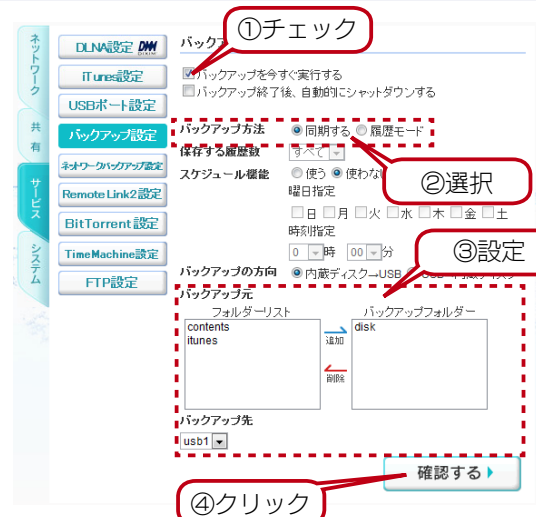 ネットワーク
共有
サービス
システム
DLNA設定 DiXiM
iTunes設定
USBポート設定
バックアップ設定
ネットワークバックアップ設定
Remote Link2設定
BitTorrent設定
TimeMachine設定
FTP設定
①チェック
バックア
バックアップを今すぐ実行する
バックアップ終了後、自動的にシャットダウンする
バックアップ方法 同期する 履歴モード
保存する履歴数 すべて
②選択
スケジュール機能 使う 使わない
曜日指定
日 月 火 水 木 金 土
時刻指定
0 時 00 分
③設定
バックアップの方向 内蔵ディスク→USB
バックアップ元
フォルダーリスト バックアップフォルダー
contents
itunes
追加
削除
disk
バックアップ先
usb1
確認する
④クリック